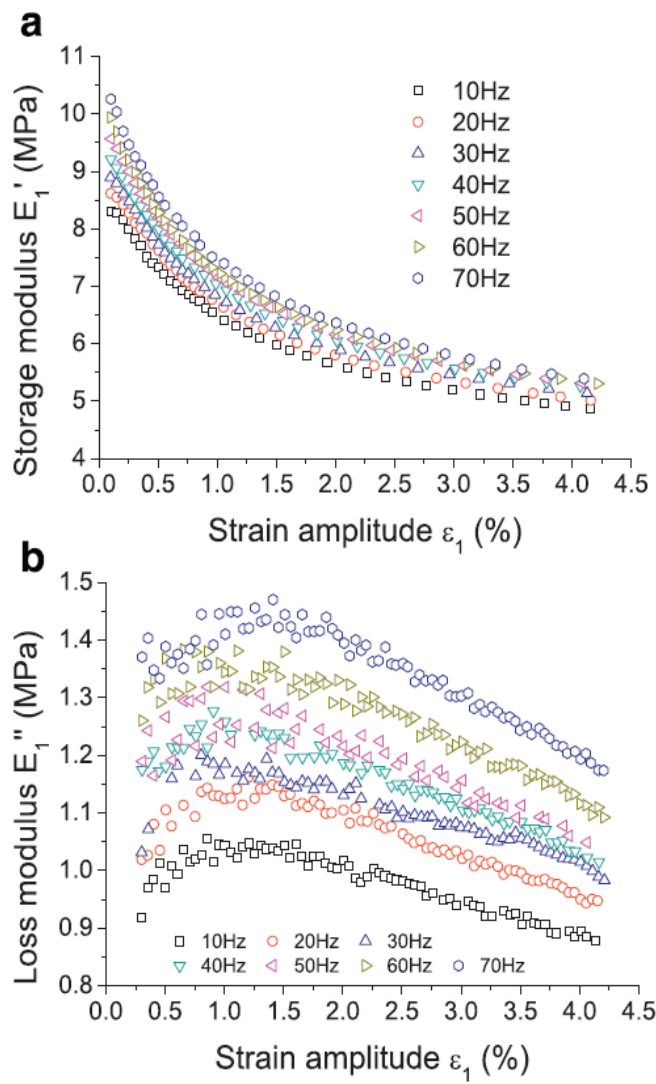 a
11
10
9
8
7
6
5
4
Storage modulus E₁' (MPa)
10Hz
20Hz
30Hz
40Hz
50Hz
60Hz
70Hz
0.0 0.5 1.0 1.5 2.0 2.5 3.0 3.5 4.0 4.5
Strain amplitude ε₁ (%)
b
1.5
1.4
1.3
1.2
1.1
1.0
0.9
0.8
Loss modulus E₁" (MPa)
10Hz 20Hz 30Hz
40Hz 50Hz 60Hz 70Hz
0.0 0.5 1.0 1.5 2.0 2.5 3.0 3.5 4.0 4.5
Strain amplitude ε₁ (%)